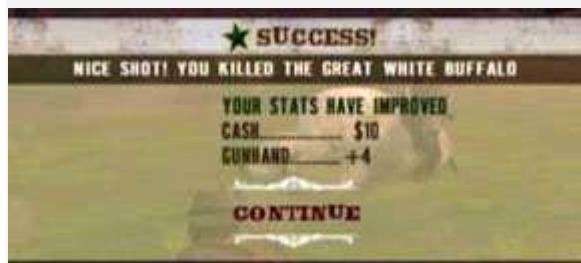 SUCCESS!
NICE SHOT! YOU KILLED THE GREAT WHITE BUFFALO
YOUR STATS HAVE IMPROVED
CASH............ $10
GUNHAND............ +4
CONTINUE